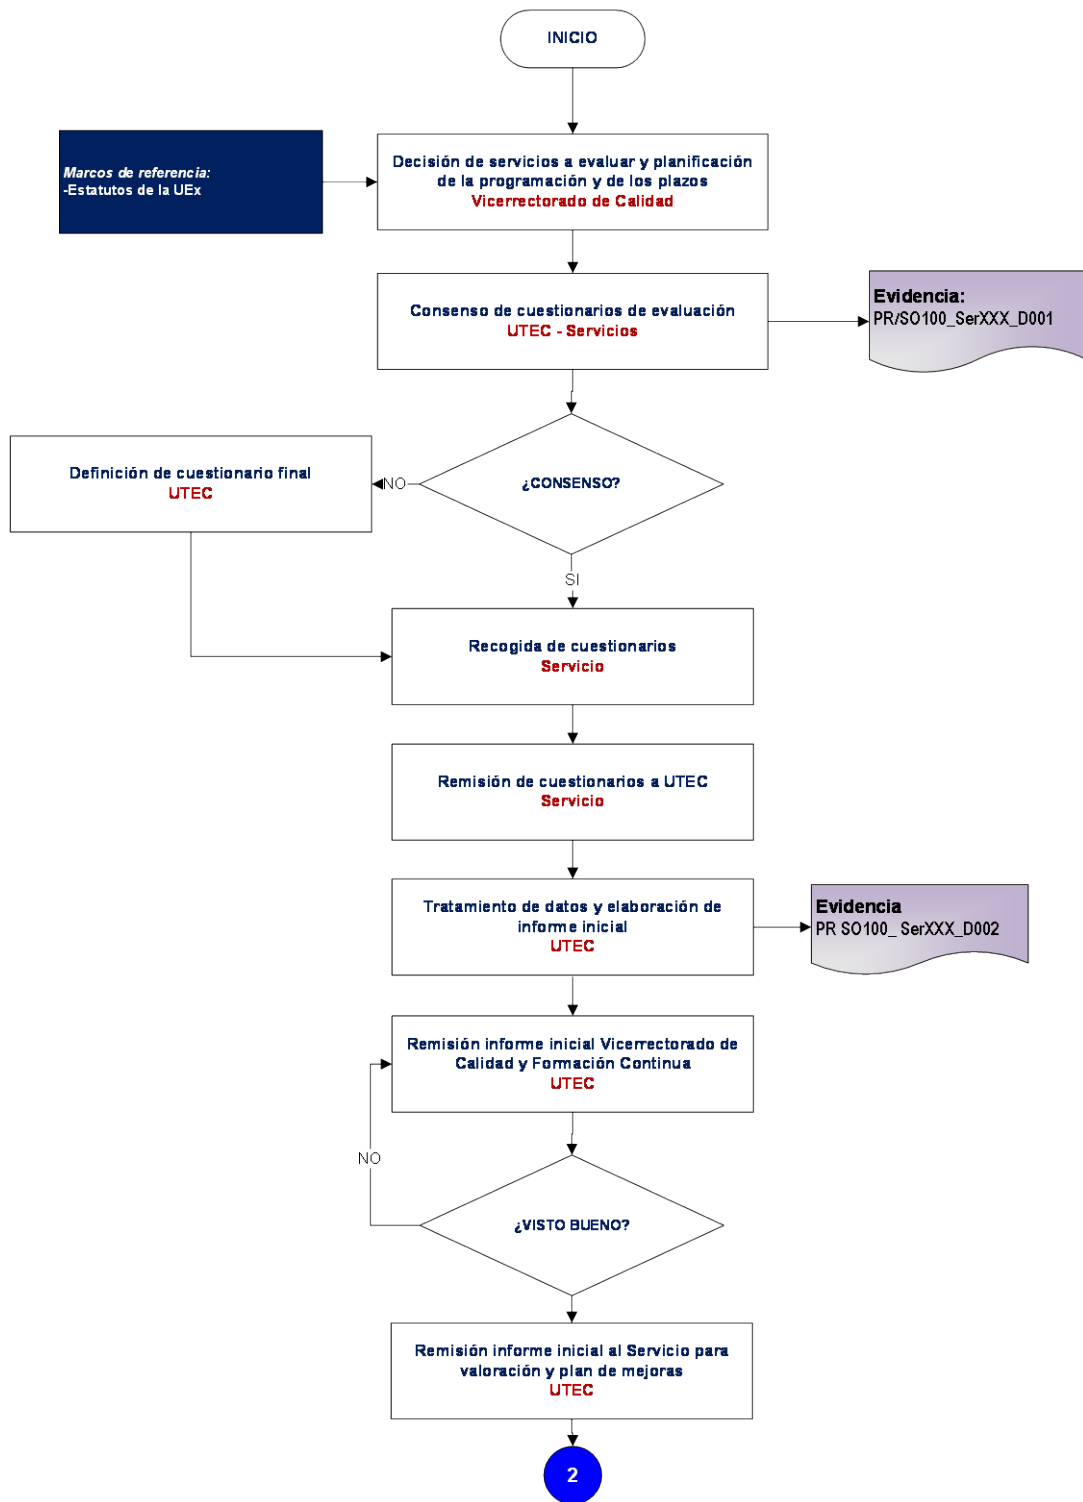 INICIO
Marcos de referencia:
-Estatutos de la UEx
Decisión de servicios a evaluar y planificación
de la programación y de los plazos
Vicerrectorado de Calidad
Consenso de cuestionarios de evaluación
UTEC - Servicios
Evidencia:
PR/SO100_SerXXX_D001
Definición de cuestionario final
UTEC
NO
¿CONSENSO?
SI
Recogida de cuestionarios
Servicio
Remisión de cuestionarios a UTEC
Servicio
Tratamiento de datos y elaboración de
informe inicial
UTEC
Evidencia
PR SO100_ SerXXX_D002
Remisión informe inicial Vicerrectorado de
Calidad y Formación Continua
UTEC
NO
¿VISTO BUENO?
Remisión informe inicial al Servicio para
valoración y plan de mejoras
UTEC
2